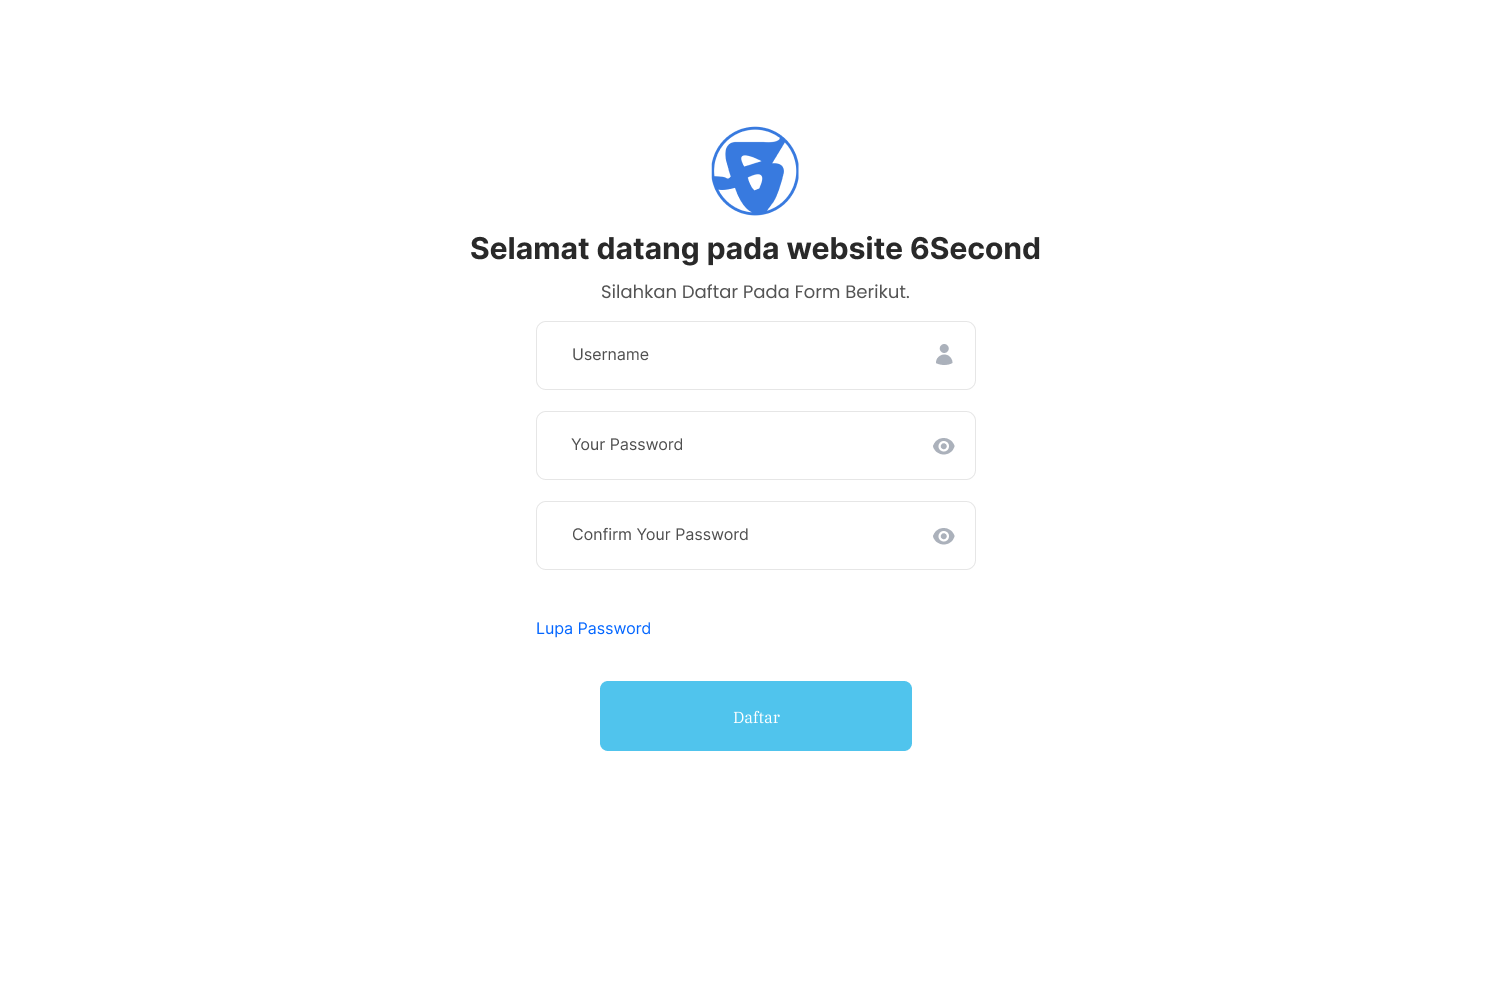 Selamat datang pada website 6Second
Silahkan Daftar Pada Form Berikut.
Username
Your Password
Confirm Your Password
Lupa Password
Daftar